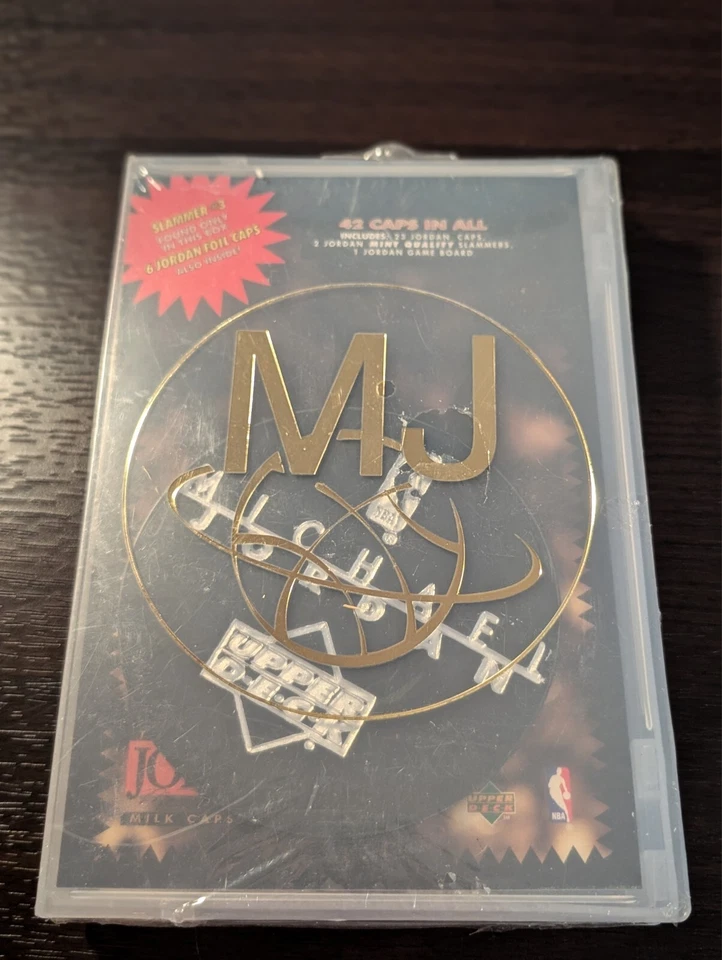 SLAMMER #3
FOUND ONLY
IN THIS BOX
6 JORDAN FOIL CAPS
ALSO INSIDE!
42 CAPS IN ALL
INCLUDES: 23 JORDAN CAPS,
2 JORDAN MINT QUALITY SLAMMERS,
1 JORDAN GAME BOARD
MJ
NBA
MICHAEL
JORDAN
UPPER
DECK
MILK CAPS
UPPER
DECK
NBA